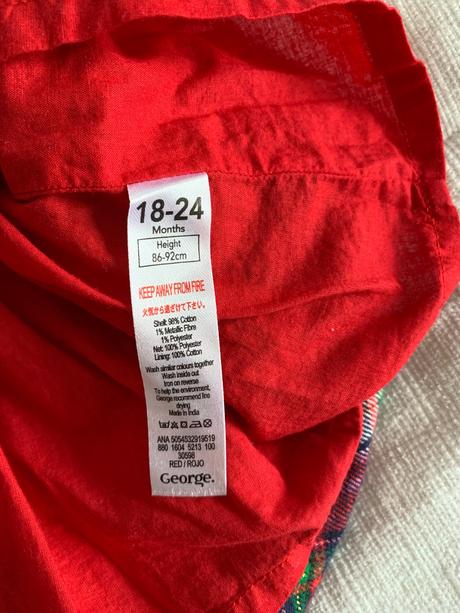 18-24
Months
Height
86-92cm
KEEP AWAY FROM FIRE
火気から遠ざけて下さい。
Shell: 98% Cotton
1% Metallic Fibre
1% Polyester
Net: 100% Polyester
Lining: 100% Cotton
Wash similar colours together
Wash inside out
Iron on reverse
To help the environment,
George recommend line
drying
Made in India
ANA 5054532919519
880 1604 5213 100
30598
RED / ROJO
George.